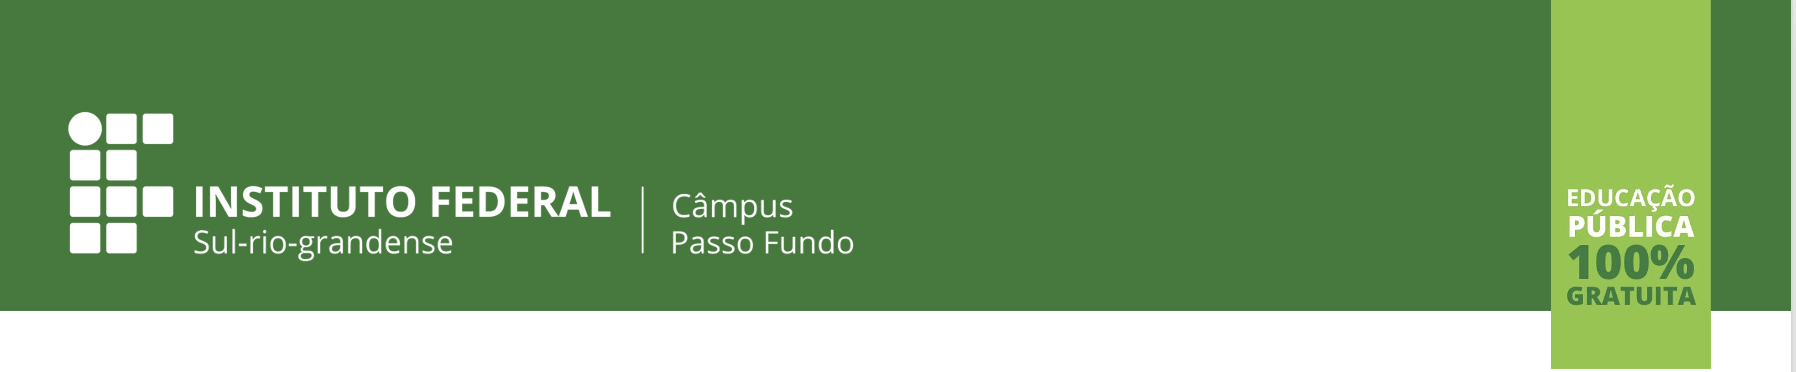 INSTITUTO FEDERAL
Sul-rio-grandense
Câmpus
Passo Fundo
EDUCAÇÃO
PÚBLICA
100%
GRATUITA